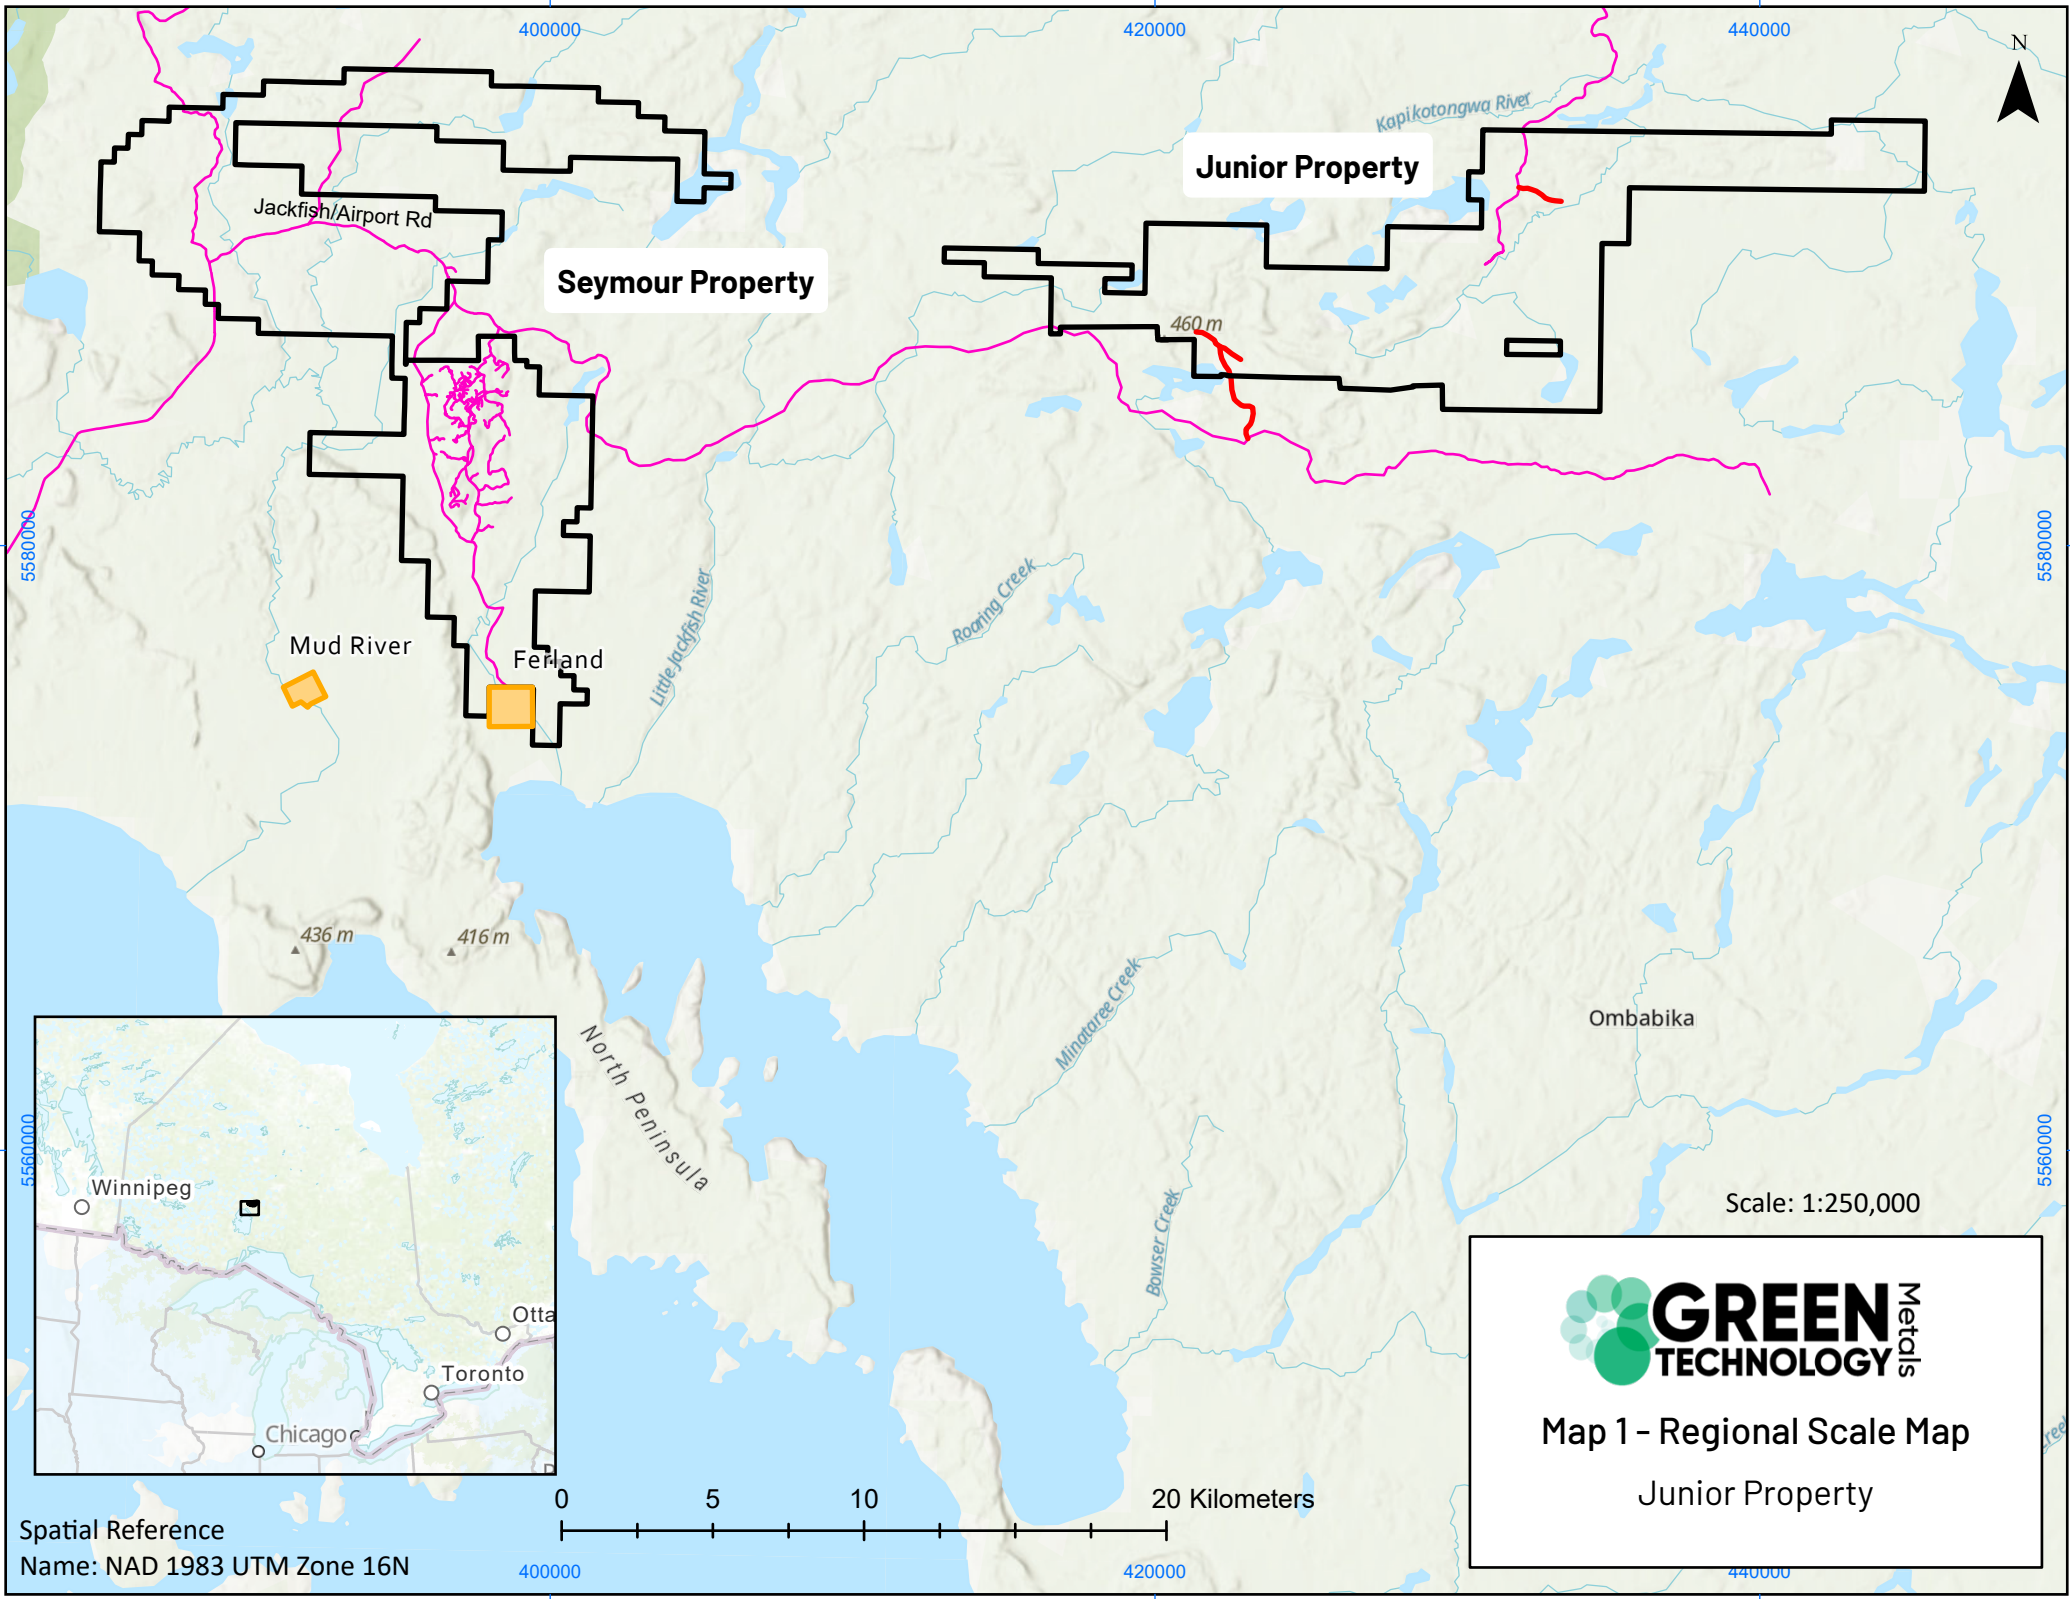 400000
420000
440000
N
Kapikotongwa River
Junior Property
Jackfish/Airport Rd
Seymour Property
460 m
5580000
5580000
Roaring Creek
Little Jackfish River
Mud River
Ferland
436 m
416 m
Minataree Creek
Ombabika
North Peninsula
5560000
5560000
Winnipeg
Bowser Creek
Scale: 1:250,000
Otta
Toronto
Chicago
GREEN
TECHNOLOGY
Metals
Map 1 - Regional Scale Map
Junior Property
0 5 10 20 Kilometers
Spatial Reference
Name: NAD 1983 UTM Zone 16N
400000
420000
440000